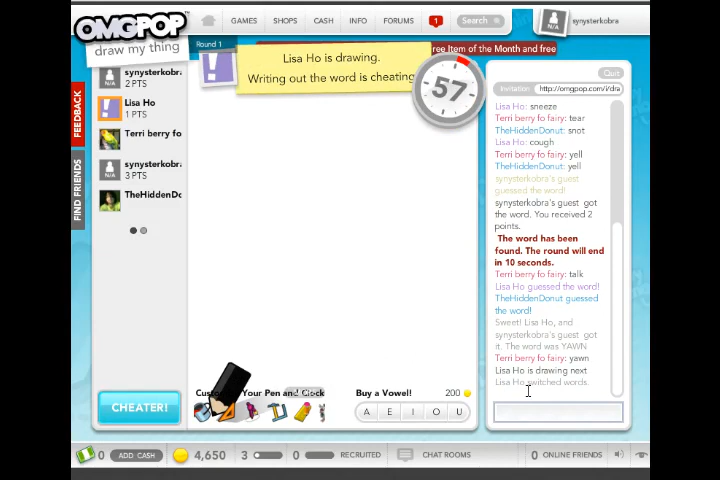 OMGPOP
draw my thing
GAMES SHOPS CASH INFO FORUMS 1 Search N/A synysterkobra
Round 1
ree Item of the Month and free
Lisa Ho is drawing.
Writing out the word is cheating
57
FEEDBACK
FIND FRIENDS
N/A synysterkobra
2 PTS
Lisa Ho
1 PTS
Terri berry fo
N/A synysterkobra
3 PTS
TheHiddenDo
CHEATER!
Your Pen and Clock
Buy a Vowel! 200
A E I O U
Quit
Invitation http://omgpop.com/i/dra
Lisa Ho: sneeze
Terri berry fo fairy: tear
TheHiddenDonut: snot
Lisa Ho: cough
Terri berry fo fairy: yell
TheHiddenDonut: yell
synysterkobra's guest
guessed the word!
synysterkobra's guest got
the word. You received 2
points.
The word has been
found. The round will end
in 10 seconds.
Terri berry fo fairy: talk
Lisa Ho guessed the word!
TheHiddenDonut guessed
the word!
Sweet! Lisa Ho, and
synysterkobra's guest got
it. The word was YAWN
Terri berry fo fairy: yawn
Lisa Ho is drawing next
Lisa Ho switched words.
0 ADD CASH 4,650 3 0 RECRUITED CHAT ROOMS 0 ONLINE FRIENDS